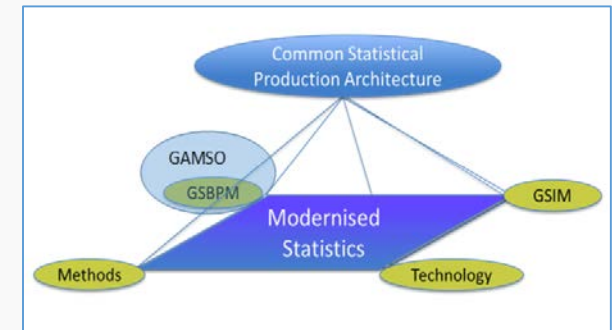 Common Statistical
Production Architecture
GAMSO
GSBPM
GSIM
Modernised
Statistics
Methods
Technology